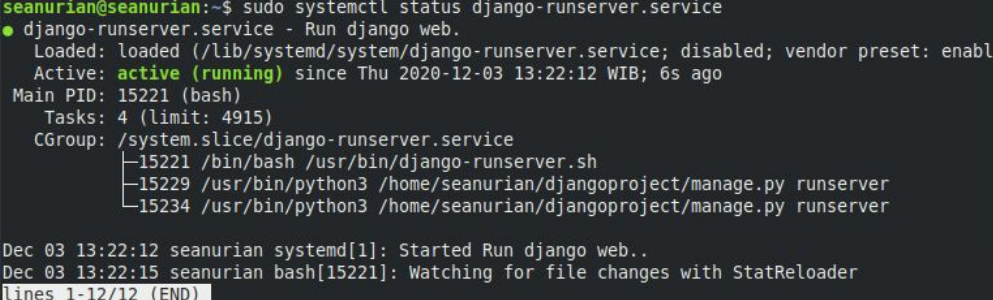 seanurian@seanurian:~$ sudo systemctl status django-runserver.service
● django-runserver.service - Run django web.
   Loaded: loaded (/lib/systemd/system/django-runserver.service; disabled; vendor preset: enabl
   Active: active (running) since Thu 2020-12-03 13:22:12 WIB; 6s ago
 Main PID: 15221 (bash)
    Tasks: 4 (limit: 4915)
   CGroup: /system.slice/django-runserver.service
           ├─15221 /bin/bash /usr/bin/django-runserver.sh
           ├─15229 /usr/bin/python3 /home/seanurian/djangoproject/manage.py runserver
           └─15234 /usr/bin/python3 /home/seanurian/djangoproject/manage.py runserver

Dec 03 13:22:12 seanurian systemd[1]: Started Run django web..
Dec 03 13:22:15 seanurian bash[15221]: Watching for file changes with StatReloader
lines 1-12/12 (END)